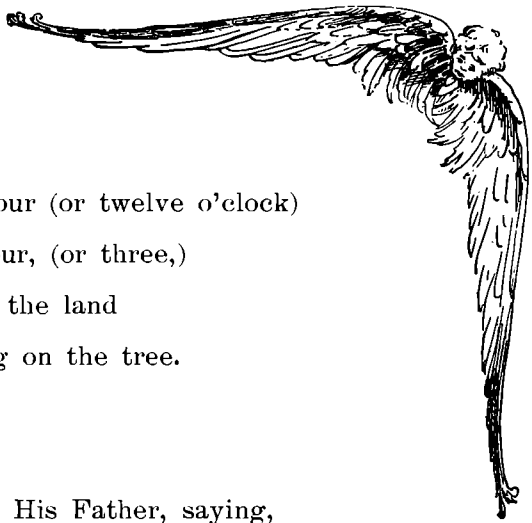 our (or twelve o'clock)
ur, (or three,)
the land
g on the tree.
His Father, saying,